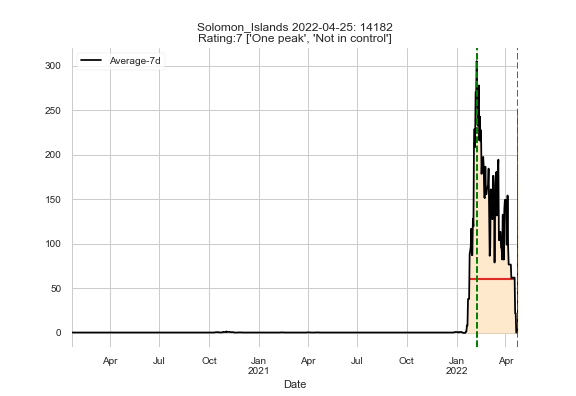 Solomon_Islands 2022-04-25: 14182
Rating:7 ['One peak', 'Not in control']
Average-7d
300
250
200
150
100
50
0
Apr Jul Oct Jan Apr Jul Oct Jan Apr
2021 2022
Date